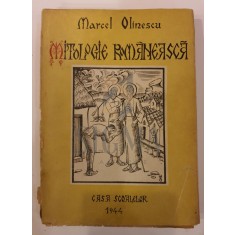 Marcel Olinescu
MITOLOGIE ROMÂNEASCĂ
CASA ȘCOALELOR
1944